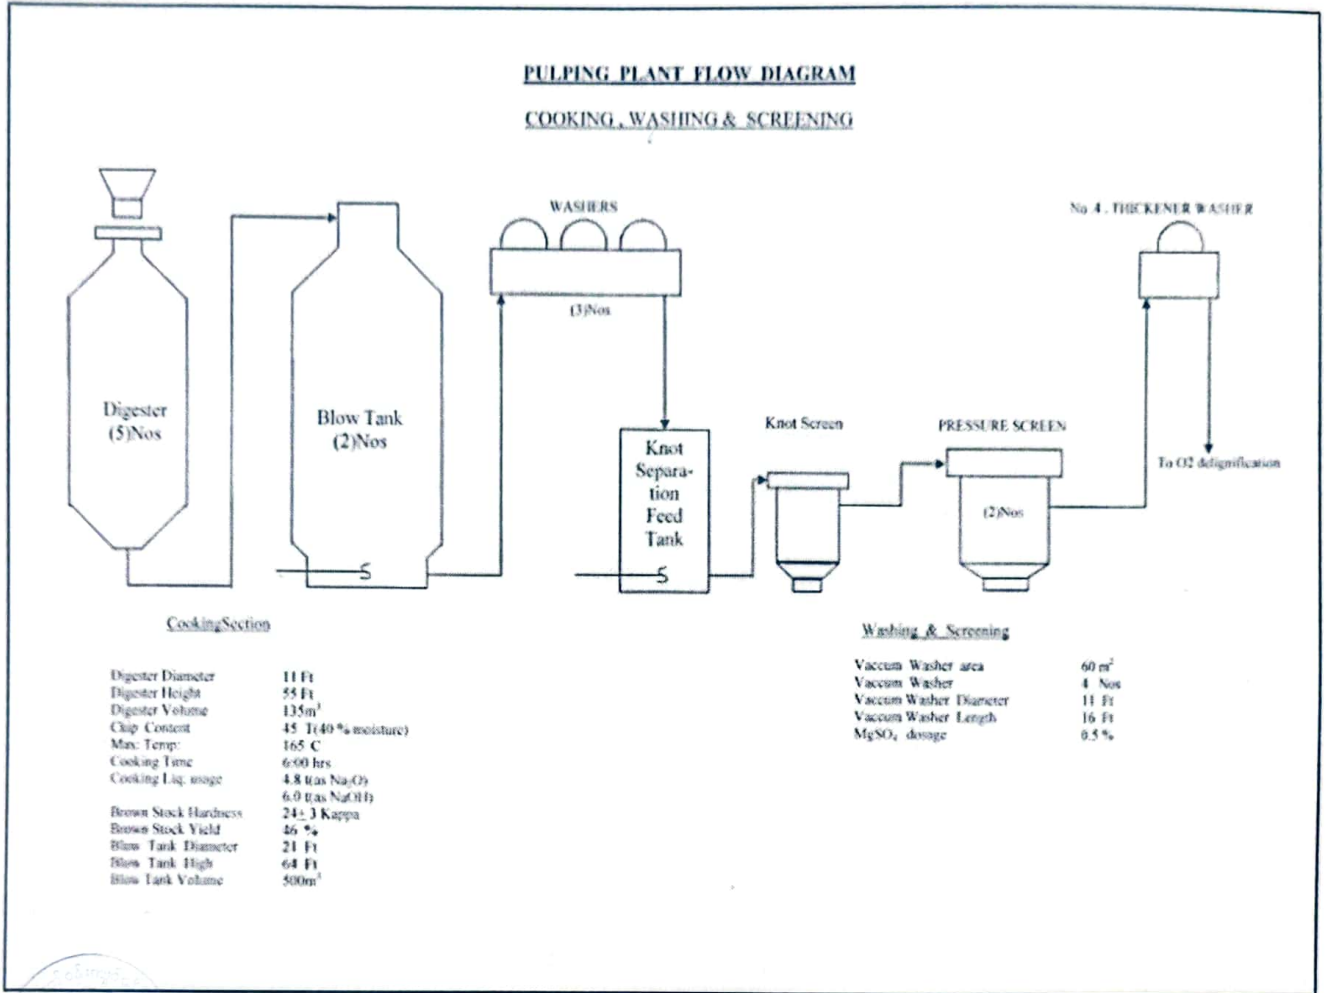 PULPING PLANT FLOW DIAGRAM
COOKING, WASHING & SCREENING
WASHERS
No 4 . THICKENER WASHER
(3)Nos
Digester
(5)Nos
Blow Tank
(2)Nos
Knot
Separa-
tion
Feed
Tank
Knot Screen
PRESSURE SCREEN
(2)Nos
To O2 delignification
CookingSection
Digester Diameter 11 Ft
Digester Height 55 Ft
Digester Volume 135m³
Chip Content 45 T(40 % moisture)
Max: Temp: 165 C
Cooking Time 6:00 hrs
Cooking Liq. usage 4.8 t(as Na₂O)
6.0 t(as NaOH)
Brown Stock Hardness 24± 3 Kappa
Brown Stock Yield 46 %
Blow Tank Diameter 21 Ft
Blow Tank High 64 Ft
Blow Tank Volume 500m³
Washing & Screening
Vaccum Washer area 60 m²
Vaccum Washer 4 Nos
Vaccum Washer Diameter 11 Ft
Vaccum Washer Length 16 Ft
MgSO₄ dosage 0.5 %